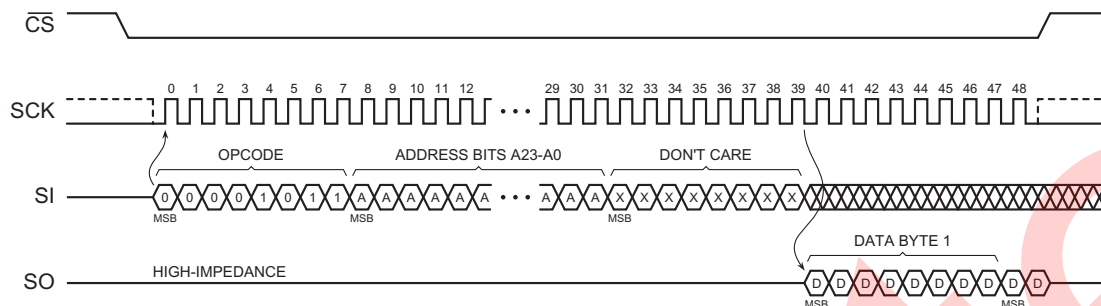 CS
SCK
0 1 2 3 4 5 6 7 8 9 10 11 12 29 30 31 32 33 34 35 36 37 38 39 40 41 42 43 44 45 46 47 48
OPCODE ADDRESS BITS A23-A0 DON'T CARE
SI
0 0 0 0 1 0 1 1 A A A A A A A A A X X X X X X X X
MSB MSB MSB
DATA BYTE 1
SO
HIGH-IMPEDANCE
D D D D D D D D D D
MSB MSB